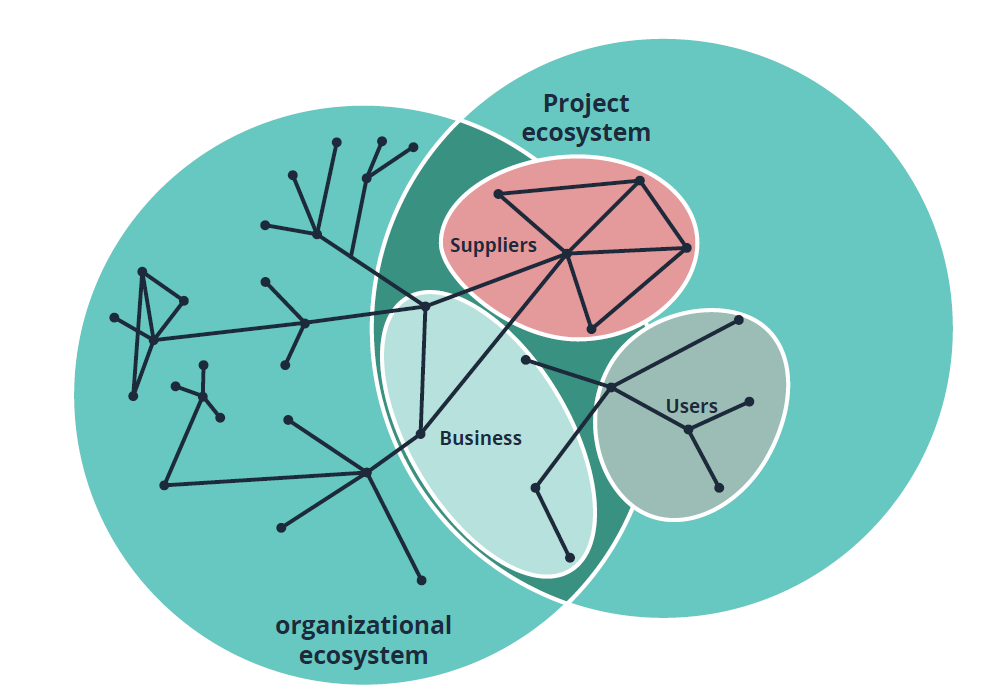 Project
ecosystem
Suppliers
Users
Business
organizational
ecosystem